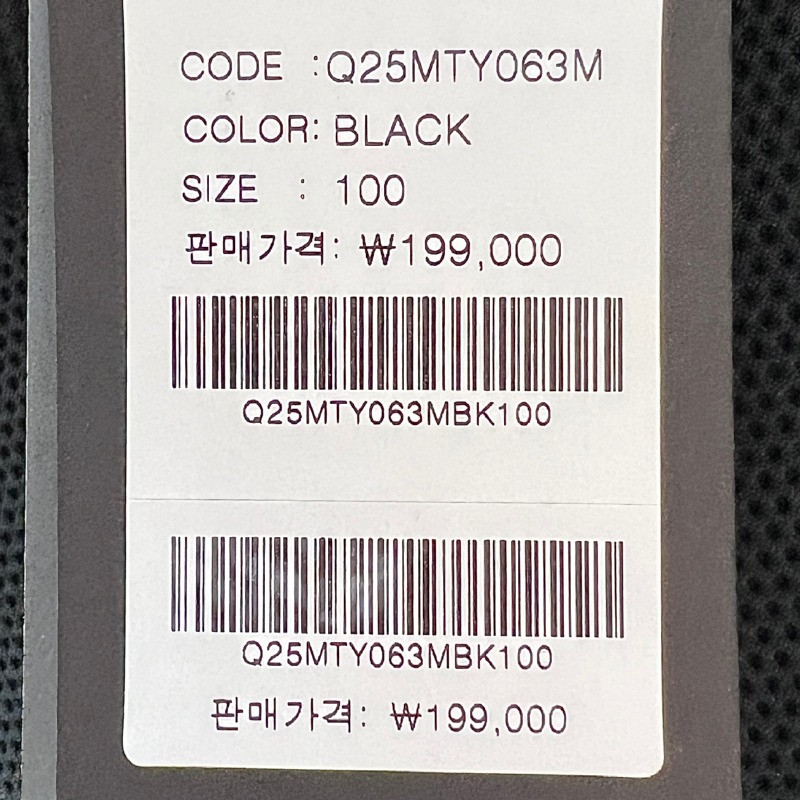 CODE :Q25MTY063M
COLOR: BLACK
SIZE : 100
판매가격: ₩199,000
Q25MTY063MBK100
Q25MTY063MBK100
판매가격: ₩199,000